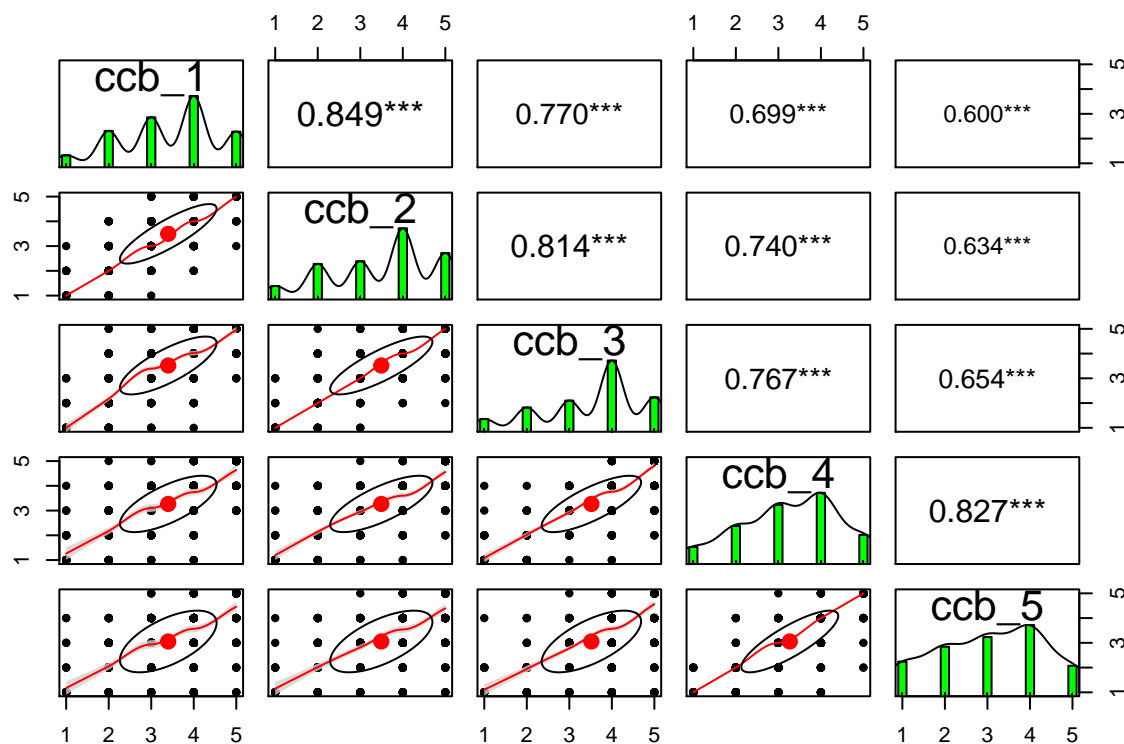 1 2 3 4 5 1 2 3 4 5
ccb_1 0.849*** 0.770*** 0.699*** 0.600*** 1 3 5
1 3 5 ccb_2 0.814*** 0.740*** 0.634***
ccb_3 0.767*** 0.654*** 1 3 5
1 3 5 ccb_4 0.827***
ccb_5 1 3 5
1 2 3 4 5 1 2 3 4 5 1 2 3 4 5